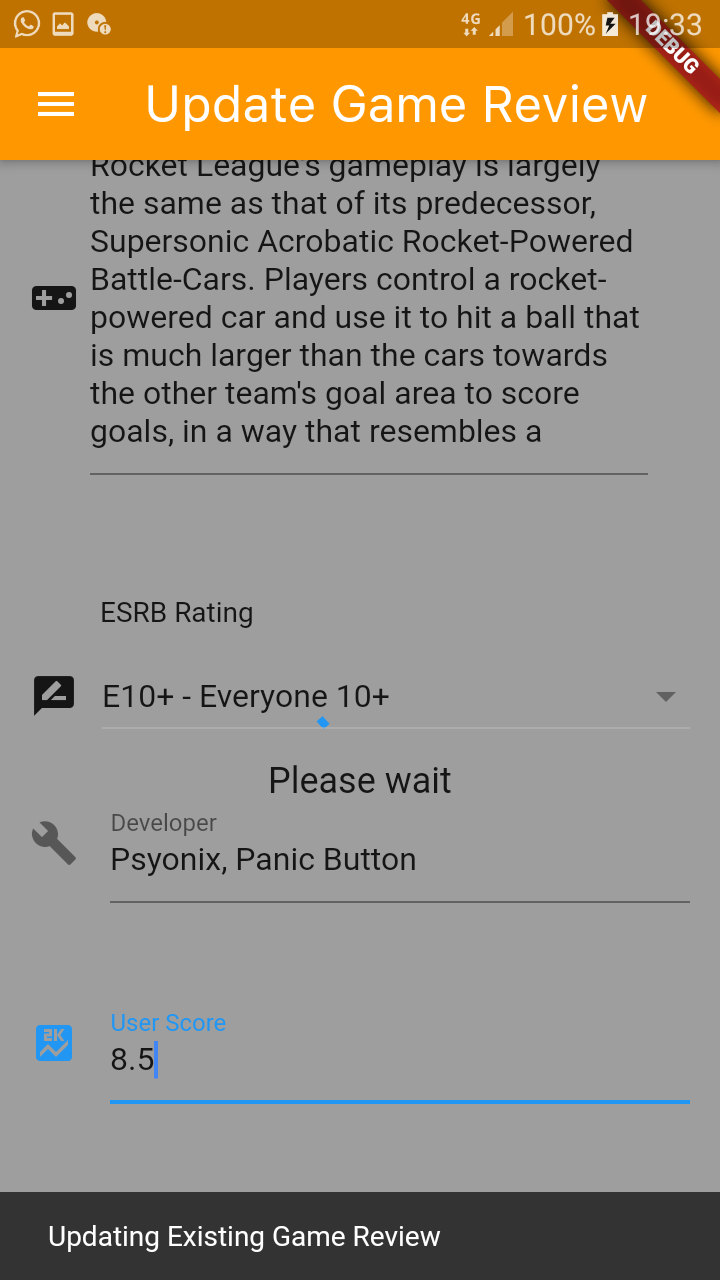 4G 100% 19:33
DEBUG
Update Game Review
Rocket League's gameplay is largely
the same as that of its predecessor,
Supersonic Acrobatic Rocket-Powered
Battle-Cars. Players control a rocket-
powered car and use it to hit a ball that
is much larger than the cars towards
the other team's goal area to score
goals, in a way that resembles a
ESRB Rating
E10+ - Everyone 10+
Please wait
Developer
Psyonix, Panic Button
User Score
2K
8.5
Updating Existing Game Review